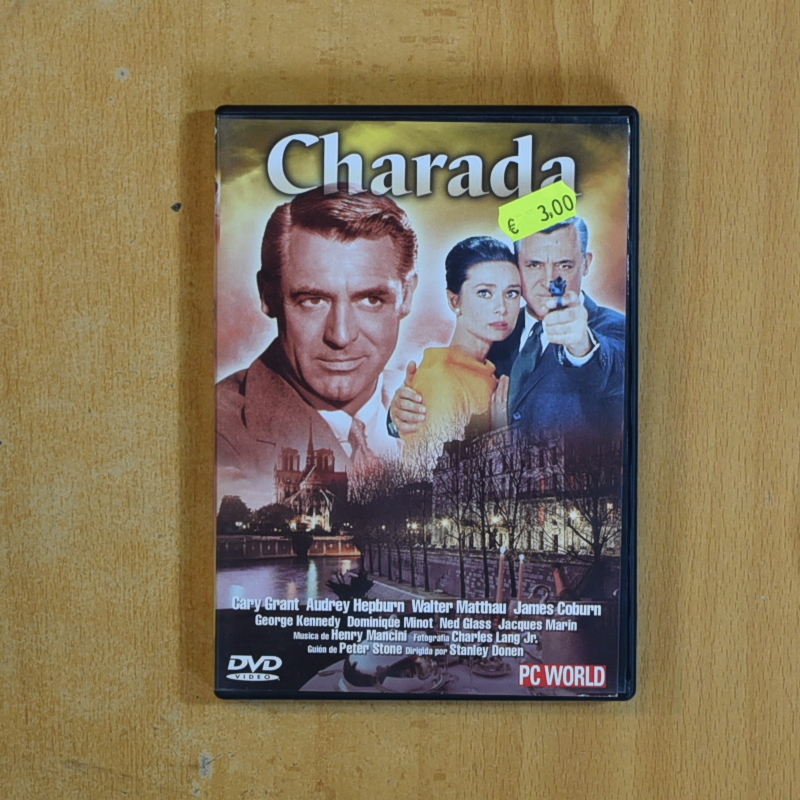 Charada
€ 3,00
Cary Grant Audrey Hepburn Walter Matthau James Coburn
George Kennedy Dominique Minot Ned Glass Jacques Marin
Musica de Henry Mancini Fotografía Charles Lang Jr.
Guión de Peter Stone Dirigida por Stanley Donen
DVD
VIDEO
PC WORLD